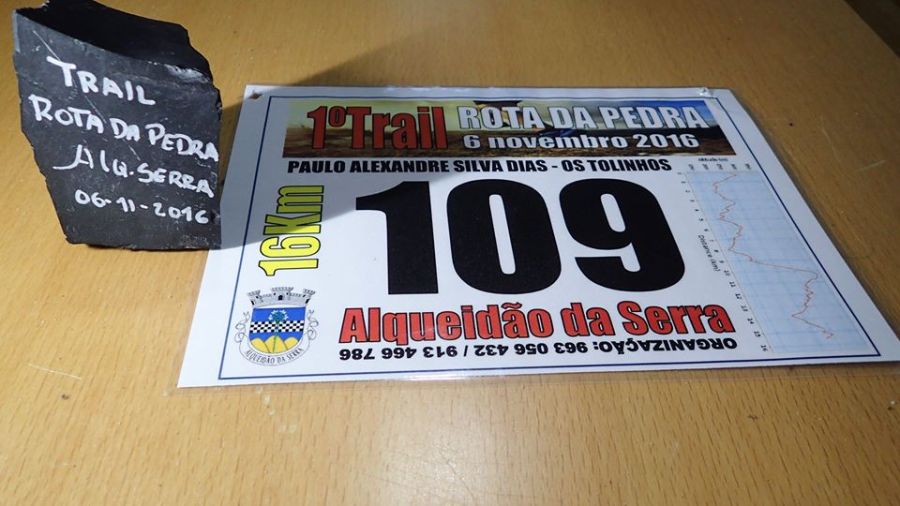 TRAIL
ROTA DA PEDRA
ALQ. SERRA
06-11-2016
1ºTrail ROTA DA PEDRA
6 novembro 2016
PAULO ALEXANDRE SILVA DIAS - OS TOLINHOS
16Km
109
Alqueidão da Serra
ORGANIZAÇÃO: 963 056 432 / 913 466 786
ALQUEIDÃO DA SERRA